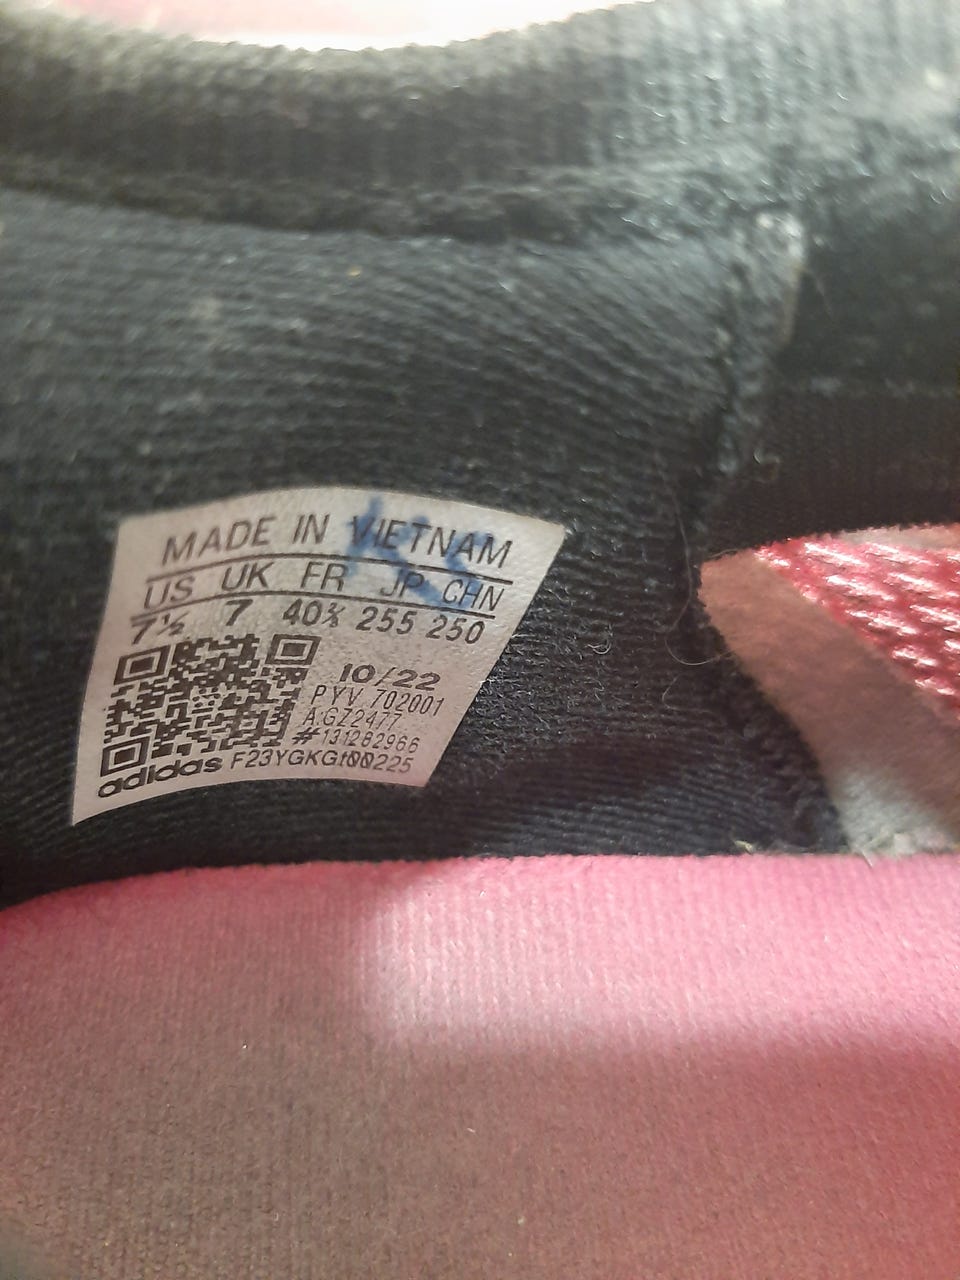 MADE IN VIETNAM
US UK FR JP CHN
7½ 7 40⅔ 255 250
10/22
PYV 702001
A.GZ2477
#131282966
adidas F23YGKGt00225